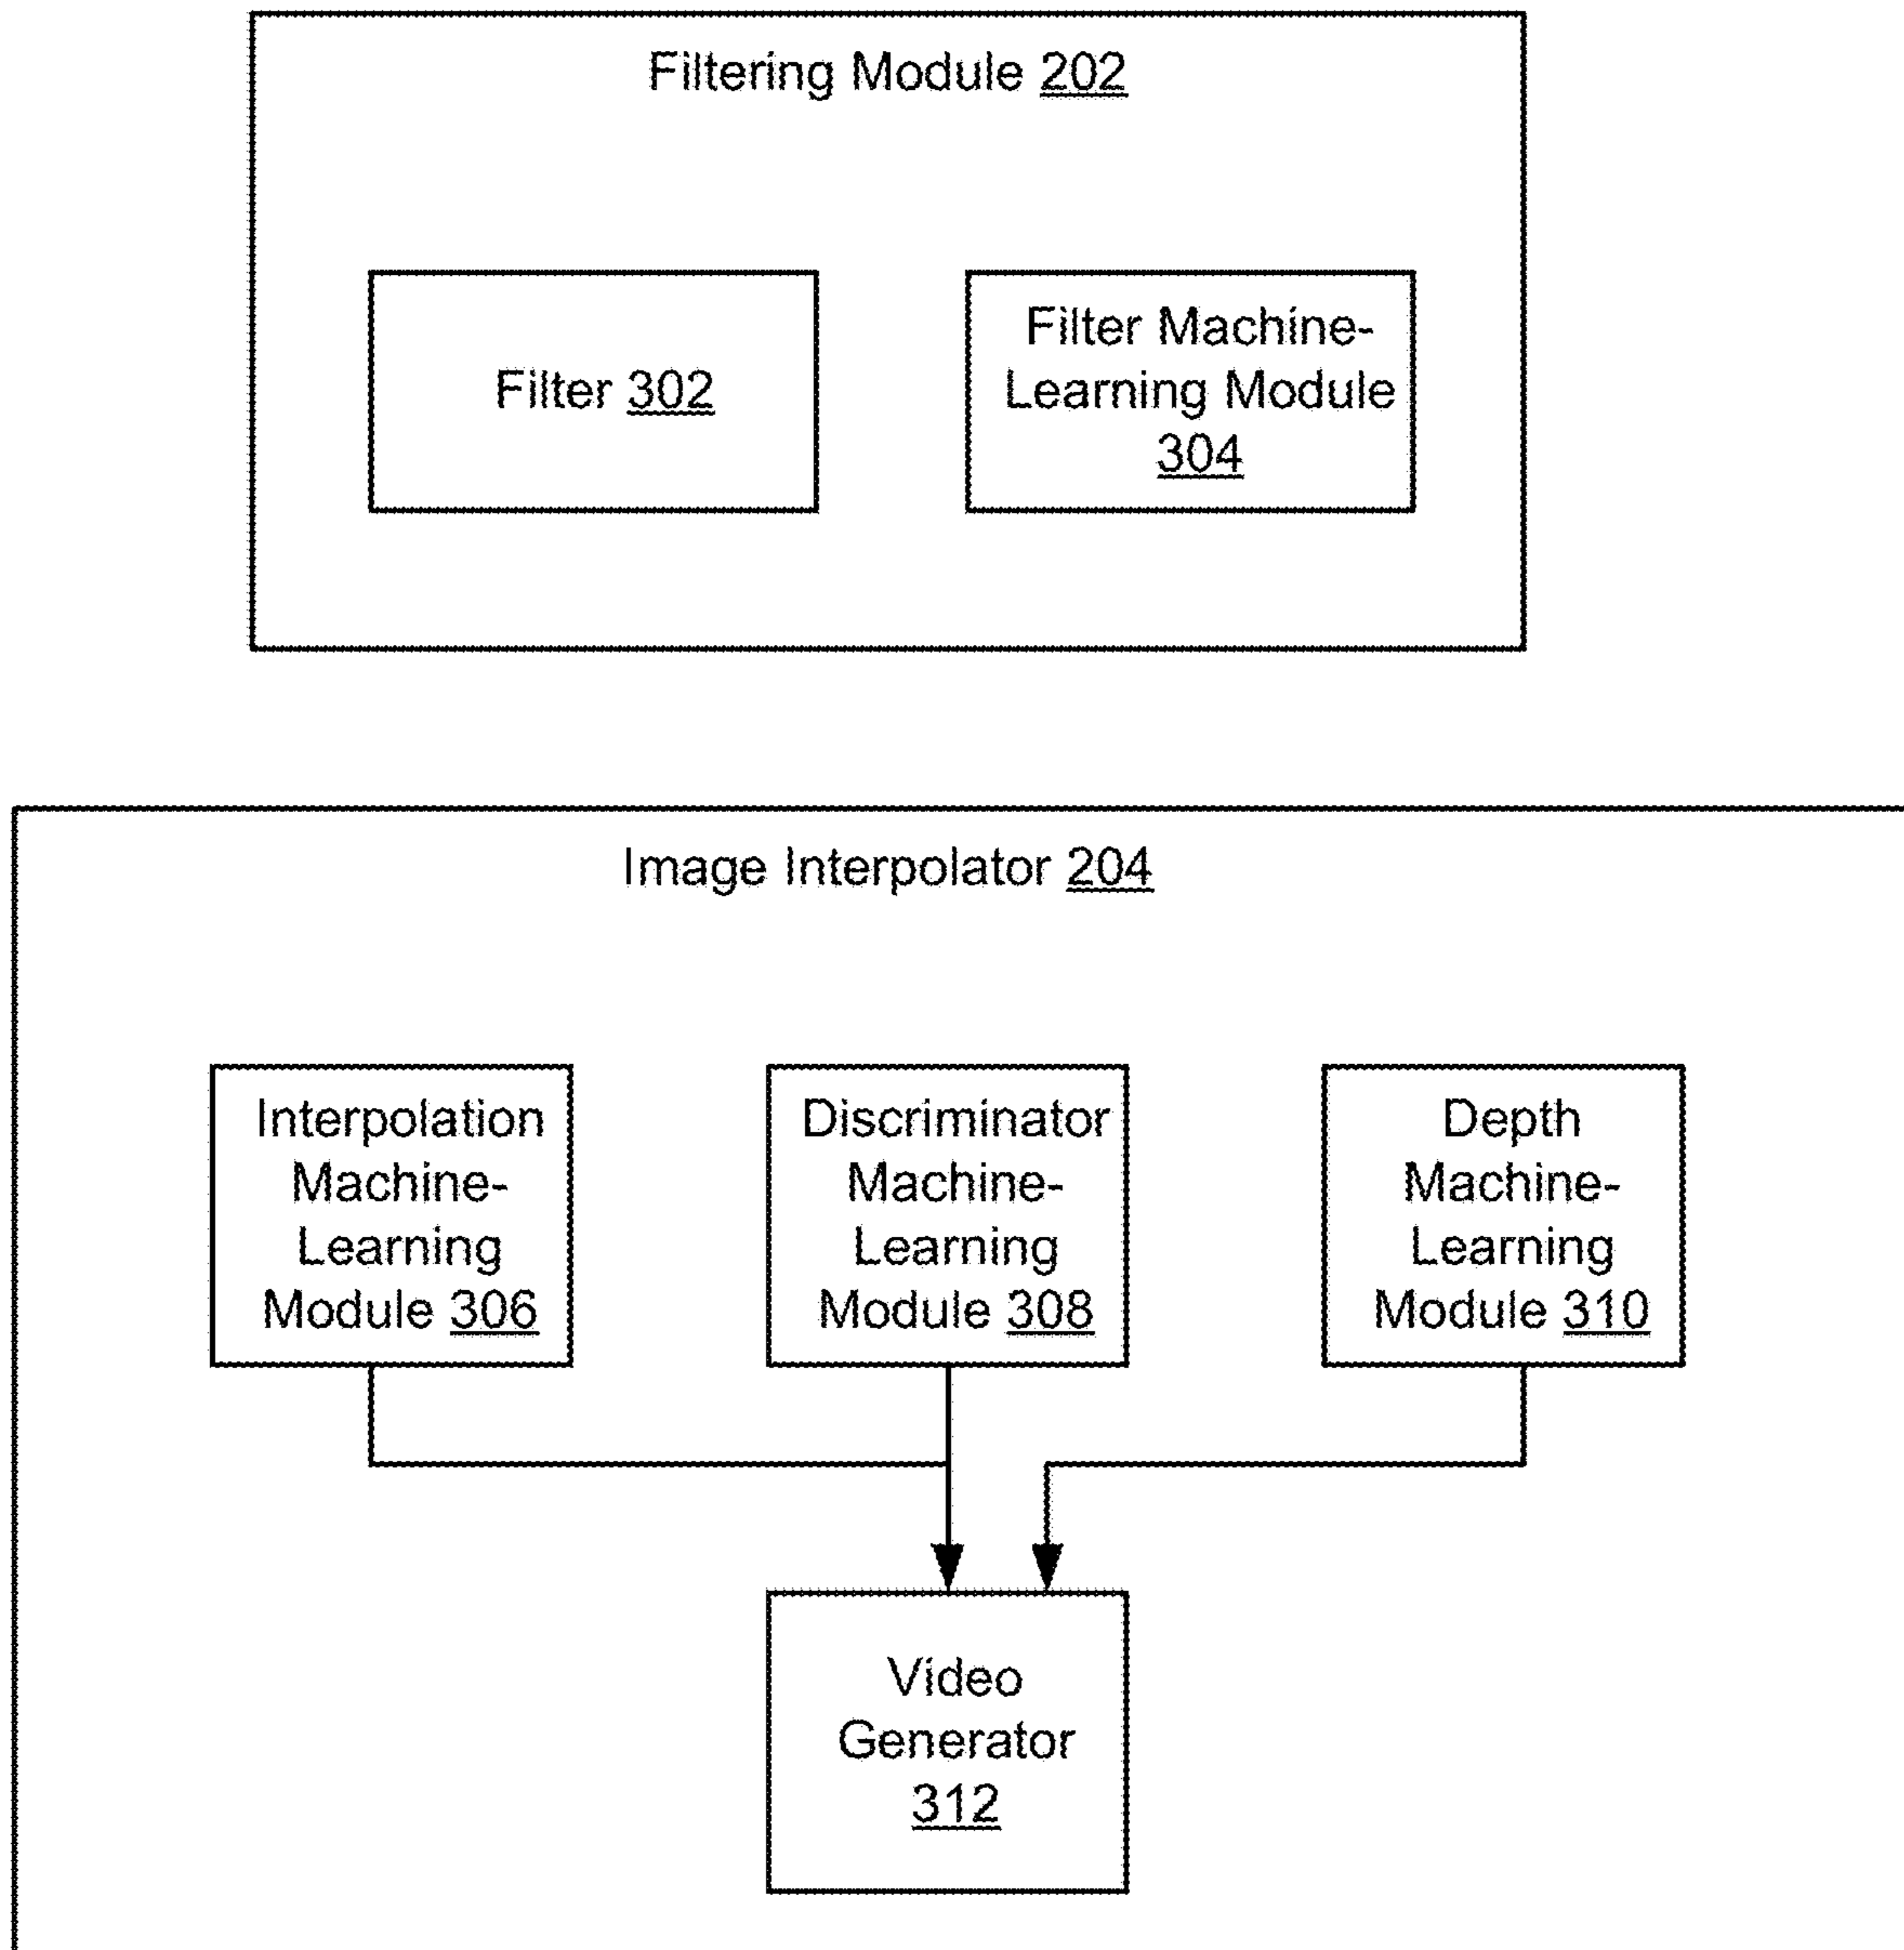 Filtering Module 202
Filter 302
Filter Machine-
Learning Module
304
Image Interpolator 204
Interpolation
Machine-
Learning
Module 306
Discriminator
Machine-
Learning
Module 308
Depth
Machine-
Learning
Module 310
Video
Generator
312